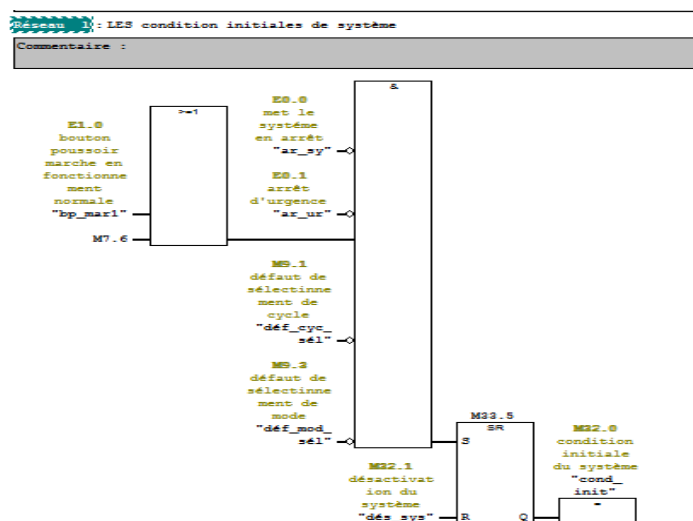 Réseau 1 : LES condition initiales de système
Commentaire :
&
>=1
E0.0
met le
systéme
en arrêt
"ar_sy"
E1.0
bouton
poussoir
marche en
fonctionne
ment
normale
"bp_mar1"
E0.1
arrêt
d'urgence
"ar_ur"
M7.6
M9.1
défaut de
sélectinne
ment de
cycle
"déf_cyc_
sél"
M9.3
défaut de
sélectinne
ment de
mode
"déf_mod_
sél"
M33.5
SR
S
M32.0
condition
initiale
du système
"cond_
init"
=
M32.1
désactivat
ion du
système
"dés_sys"
R
Q